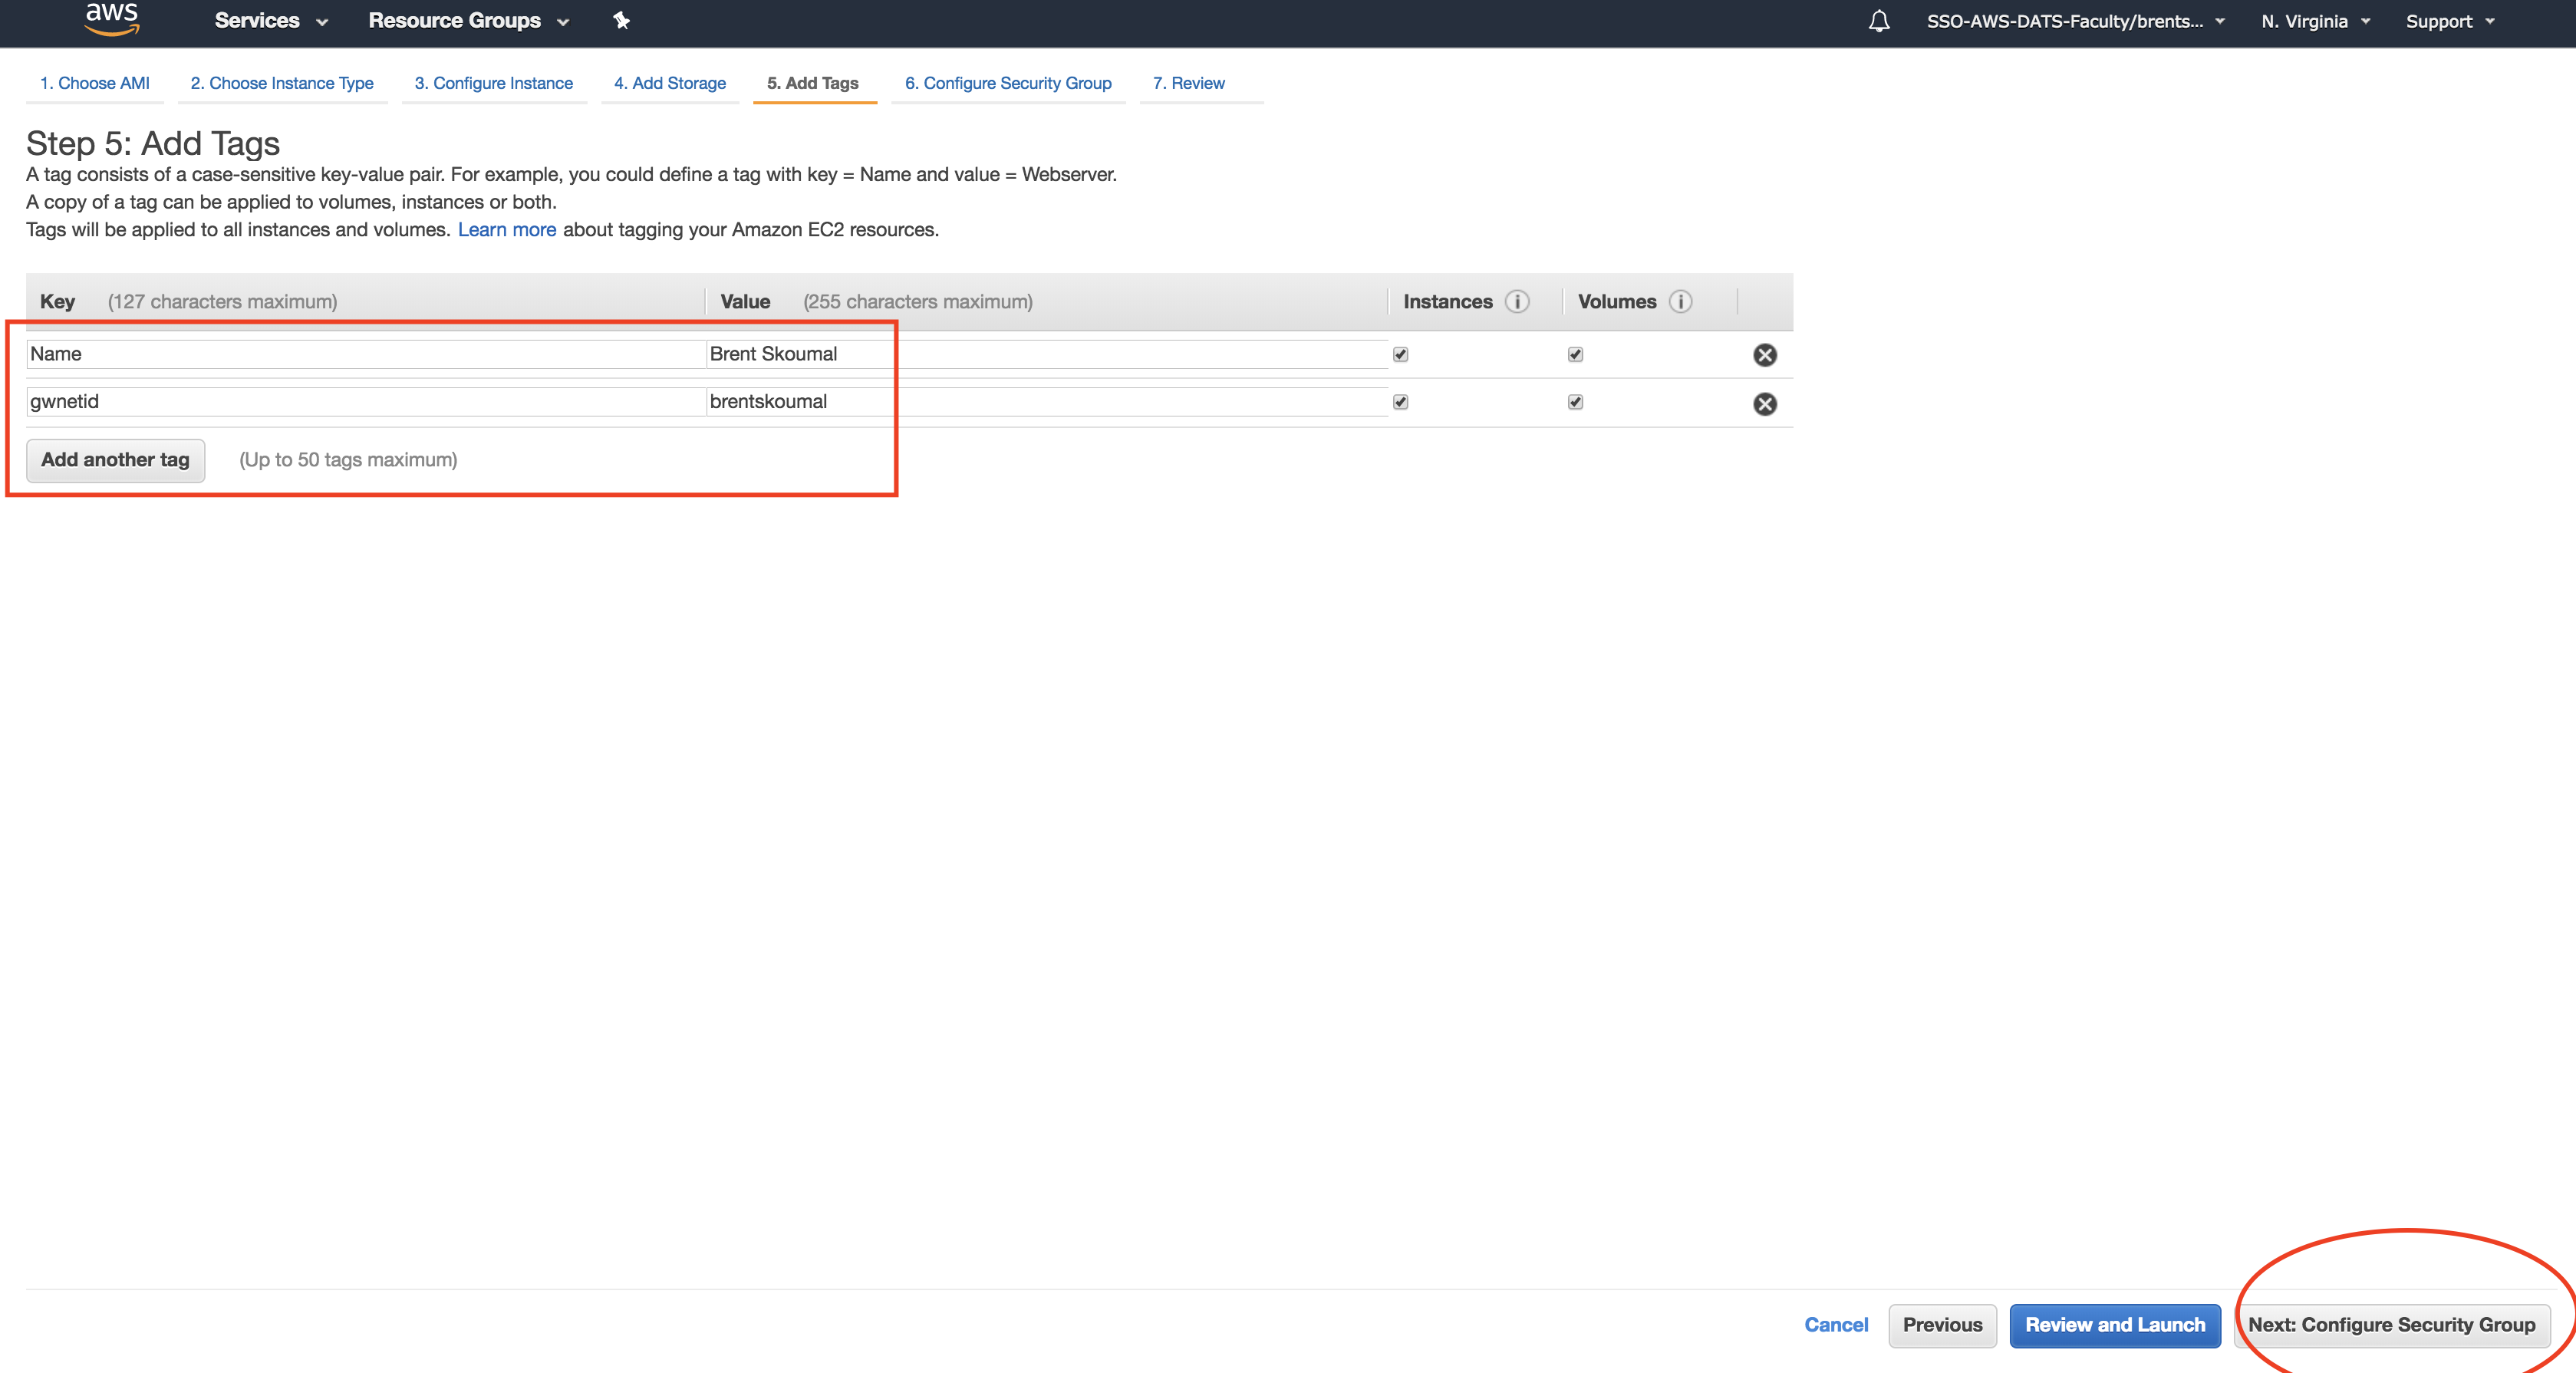 aws Services Resource Groups SSO-AWS-DATS-Faculty/brents... N. Virginia Support
1. Choose AMI 2. Choose Instance Type 3. Configure Instance 4. Add Storage 5. Add Tags 6. Configure Security Group 7. Review
Step 5: Add Tags
A tag consists of a case-sensitive key-value pair. For example, you could define a tag with key = Name and value = Webserver.
A copy of a tag can be applied to volumes, instances or both.
Tags will be applied to all instances and volumes. Learn more about tagging your Amazon EC2 resources.
Key (127 characters maximum) Value (255 characters maximum) Instances i Volumes i
Name Brent Skoumal
gwnetid brentskoumal
Add another tag (Up to 50 tags maximum)
Cancel Previous Review and Launch Next: Configure Security Group